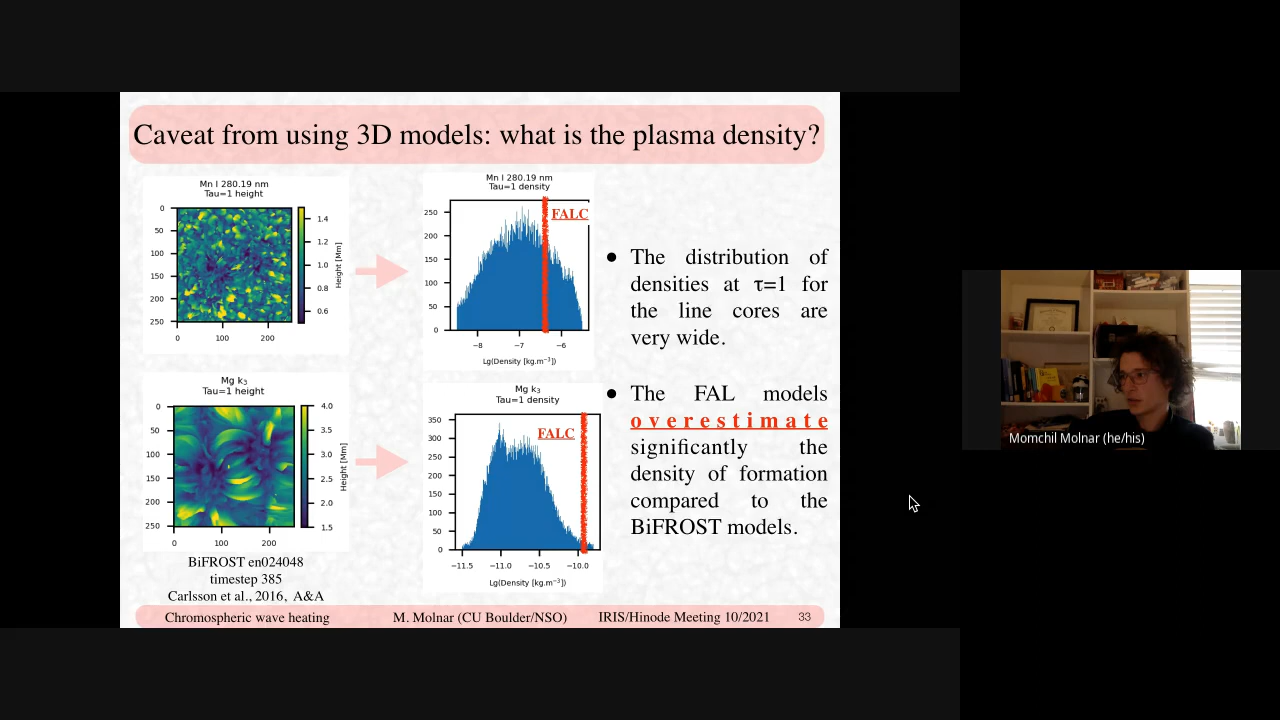 Caveat from using 3D models: what is the plasma density?
Mn I 280.19 nm
Tau=1 height
0
50
100
150
200
250
0 100 200
1.4
1.2
1.0
0.8
0.6
Height [Mm]
Mn I 280.19 nm
Tau=1 density
FALC
250
200
150
100
50
0
−8 −7 −6
Lg(Density [kg.m⁻³])
Mg k₃
Tau=1 height
0
50
100
150
200
250
0 100 200
4.0
3.5
3.0
2.5
2.0
1.5
Height [Mm]
Mg k₃
Tau=1 density
FALC
350
300
250
200
150
100
50
0
−11.5 −11.0 −10.5 −10.0
Lg(Density [kg.m⁻³])
BiFROST en024048
timestep 385
Carlsson et al., 2016, A&A
● The distribution of
densities at τ=1 for
the line cores are
very wide.
● The FAL models
overestimate
significantly the
density of formation
compared to the
BiFROST models.
Chromospheric wave heating M. Molnar (CU Boulder/NSO) IRIS/Hinode Meeting 10/2021 33
Momchil Molnar (he/his)